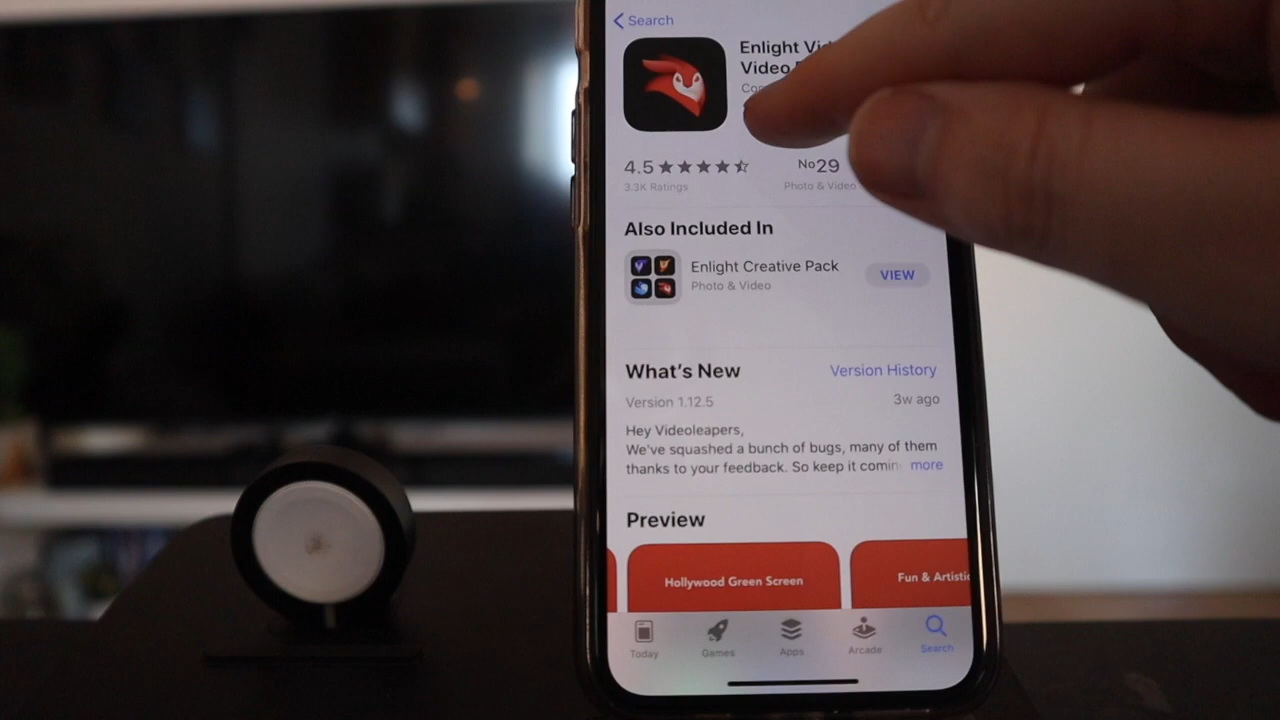 Search
Enlight
Video
4.5
3.3K Ratings
No29
Photo & Video
Also Included In
Enlight Creative Pack
Photo & Video
VIEW
What's New
Version History
Version 1.12.5
3w ago
Hey Videoleapers,
We've squashed a bunch of bugs, many of them
thanks to your feedback. So keep it comin
more
Preview
Hollywood Green Screen
Fun & Artistic
Today
Games
Apps
Arcade
Search